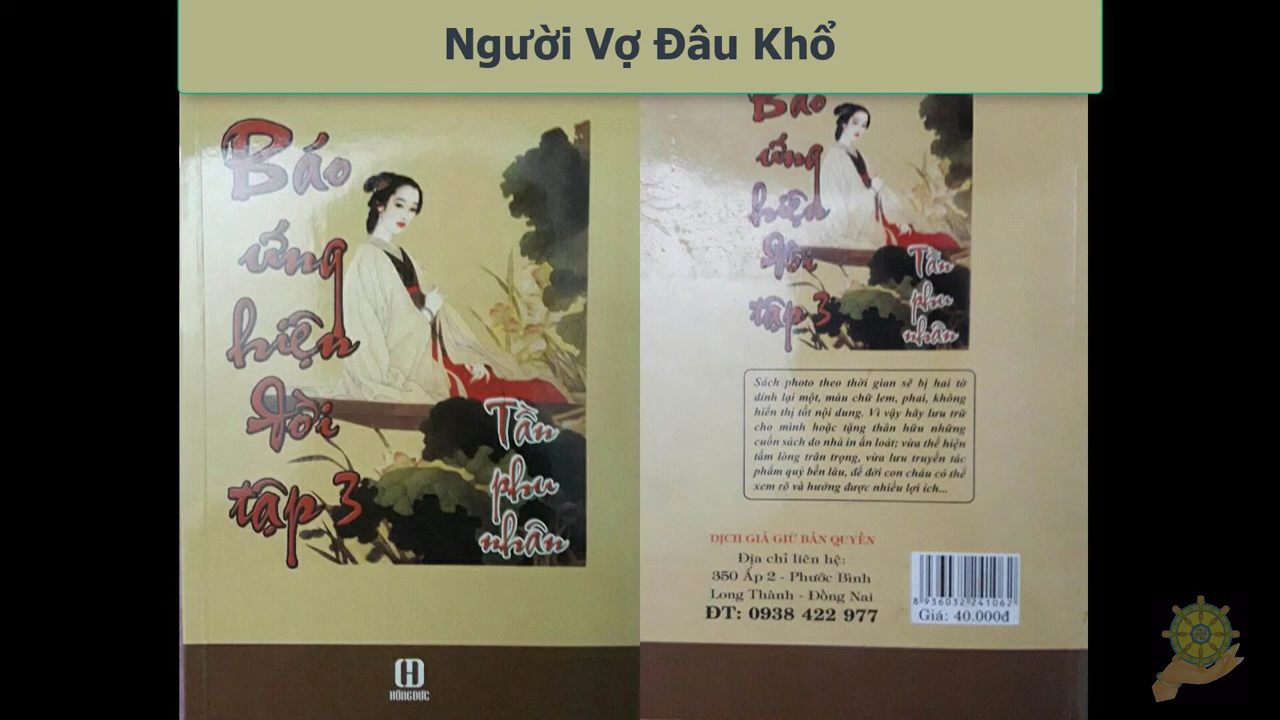 Người Vợ Đâu Khổ
Báo
ứng
hiện
đời
tập 3
Tần
phu
nhân
HỒNG ĐỨC
Báo
ứng
hiện
đời
tập 3
Tần
phu
nhân
Sách photo theo thời gian sẽ bị hai tờ
dính lại một, màu chữ lem, phai, không
hiển thị tốt nội dung. Vì vậy hãy lưu trữ
cho mình hoặc tặng thân hữu những
cuốn sách do nhà in ấn loát; vừa thể hiện
tấm lòng trân trọng, vừa lưu truyền tác
phẩm quý bền lâu, để đời con cháu có thể
xem rõ và hưởng được nhiều lợi ích...
DỊCH GIẢ GIỮ BẢN QUYỀN
Địa chỉ liên hệ:
350 Ấp 2 - Phước Bình
Long Thành - Đồng Nai
ĐT: 0938 422 977
8 936032 241062
Giá: 40.000đ